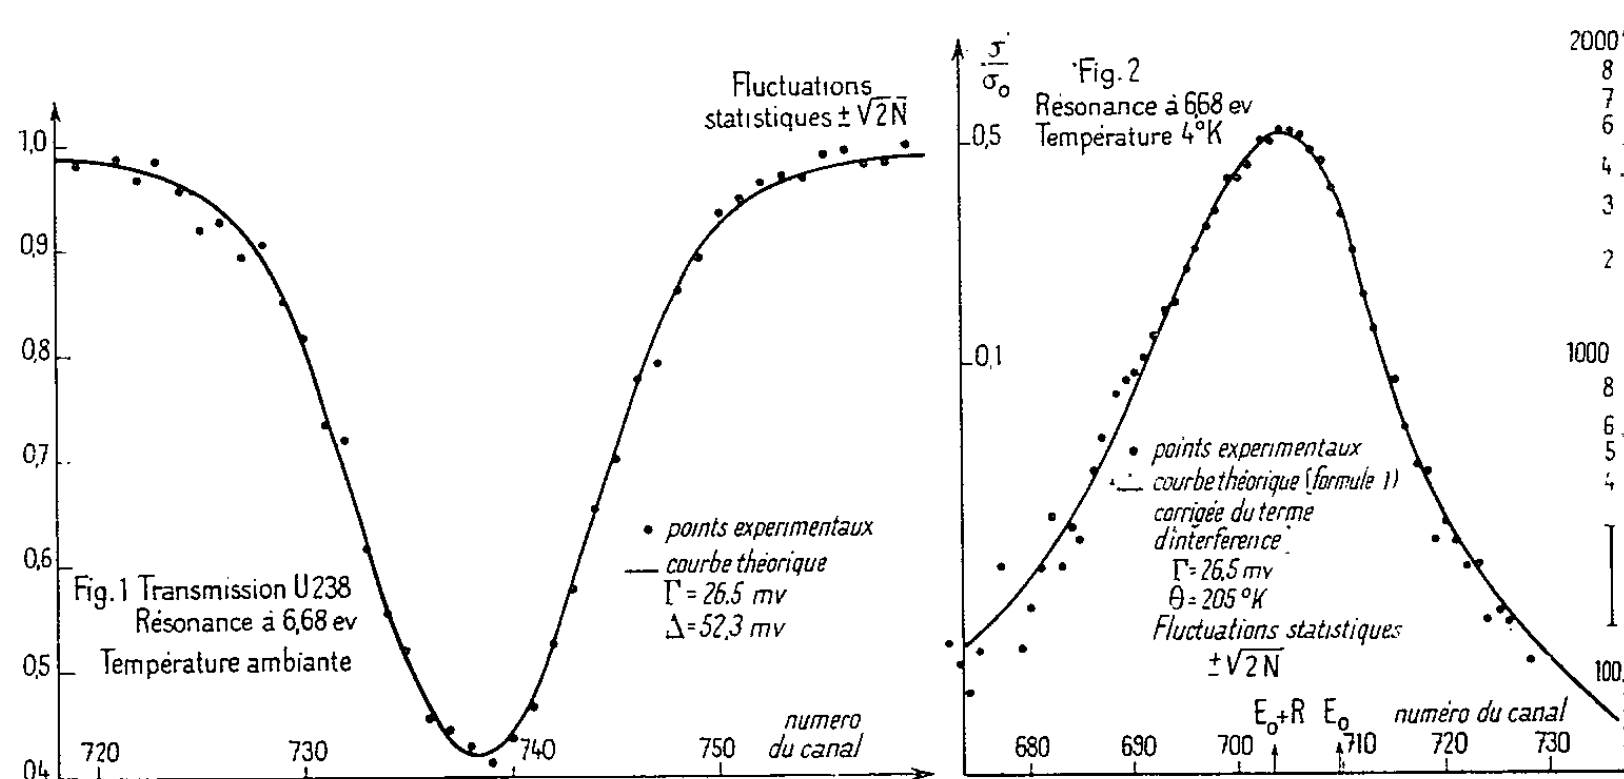 Fluctuations
statistiques ± √2N
1,0
0,9
0,8
0,7
0,6
0,5
0,4
Fig. 1 Transmission U 238
Résonance à 6,68 ev
Température ambiante
• points experimentaux
— courbe théorique
Γ = 26.5 mv
Δ = 52,3 mv
numero
du canal
720
730
740
750
σ
σ₀
Fig. 2
Résonance à 6,68 ev
Température 4°K
0,5
0,1
• points experimentaux
courbe théorique (formule 1)
corrigée du terme
d'interference
Γ = 26,5 mv
θ = 205 °K
Fluctuations statistiques
± √2N
E₀+R E₀ numéro du canal
680
690
700
710
720
730
2000
8
7
6
4
3
2
1000
8
6
5
4
100